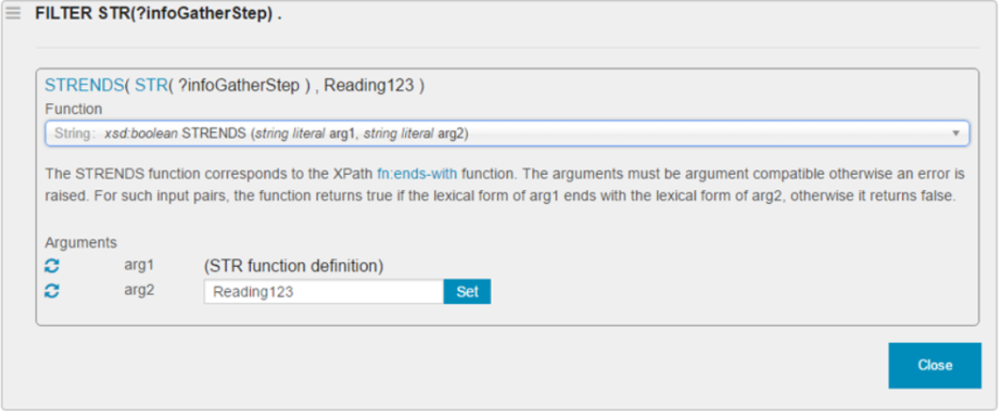 FILTER STR(?infoGatherStep) .
STRENDS( STR( ?infoGatherStep ) , Reading123 )
Function
String: xsd:boolean STRENDS (string literal arg1, string literal arg2)
The STRENDS function corresponds to the XPath fn:ends-with function. The arguments must be argument compatible otherwise an error is
raised. For such input pairs, the function returns true if the lexical form of arg1 ends with the lexical form of arg2, otherwise it returns false.
Arguments
arg1 (STR function definition)
arg2 Reading123 Set
Close